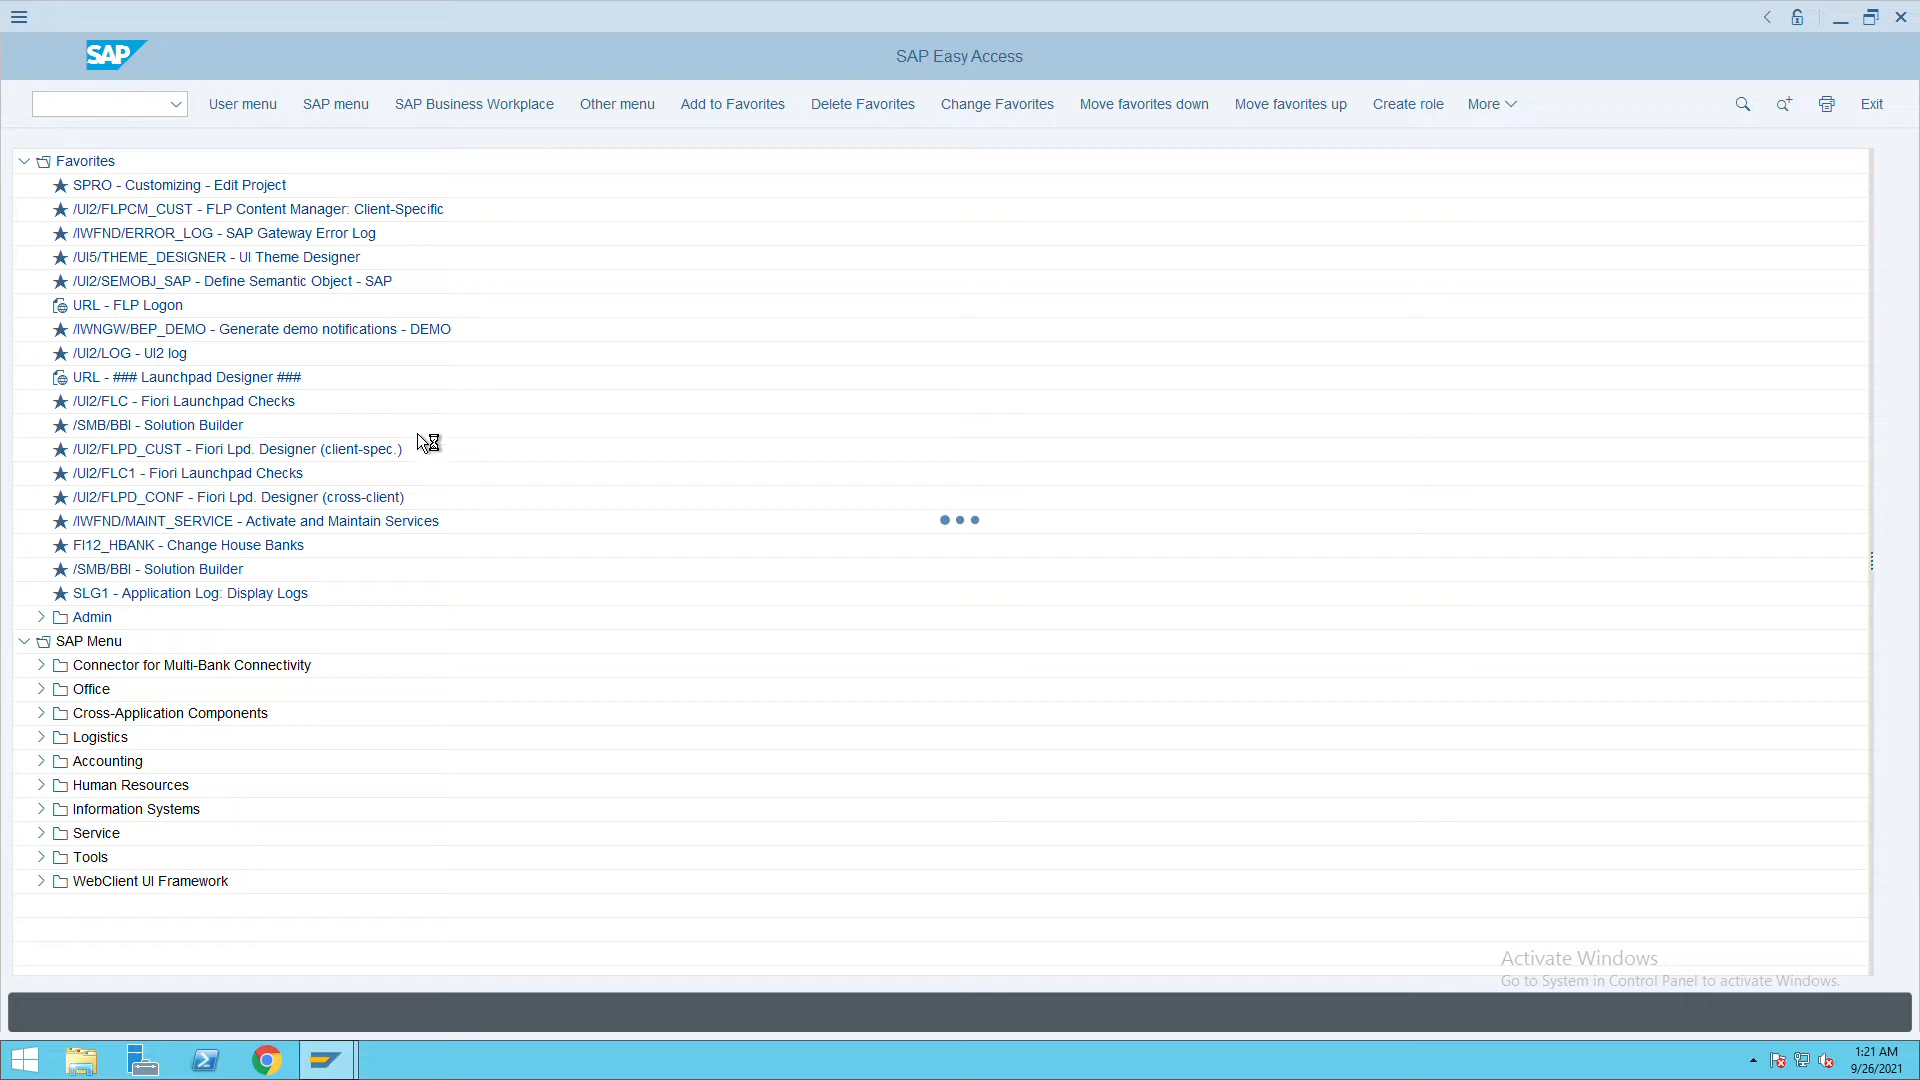 SAP
SAP Easy Access
User menu SAP menu SAP Business Workplace Other menu Add to Favorites Delete Favorites Change Favorites Move favorites down Move favorites up Create role More Exit
Favorites
SPRO - Customizing - Edit Project
/UI2/FLPCM_CUST - FLP Content Manager: Client-Specific
/IWFND/ERROR_LOG - SAP Gateway Error Log
/UI5/THEME_DESIGNER - UI Theme Designer
/UI2/SEMOBJ_SAP - Define Semantic Object - SAP
URL - FLP Logon
/IWNGW/BEP_DEMO - Generate demo notifications - DEMO
/UI2/LOG - UI2 log
URL - ### Launchpad Designer ###
/UI2/FLC - Fiori Launchpad Checks
/SMB/BBI - Solution Builder
/UI2/FLPD_CUST - Fiori Lpd. Designer (client-spec.)
/UI2/FLC1 - Fiori Launchpad Checks
/UI2/FLPD_CONF - Fiori Lpd. Designer (cross-client)
/IWFND/MAINT_SERVICE - Activate and Maintain Services
FI12_HBANK - Change House Banks
/SMB/BBI - Solution Builder
SLG1 - Application Log: Display Logs
Admin
SAP Menu
Connector for Multi-Bank Connectivity
Office
Cross-Application Components
Logistics
Accounting
Human Resources
Information Systems
Service
Tools
WebClient UI Framework
Activate Windows
Go to System in Control Panel to activate Windows.
1:21 AM
9/26/2021